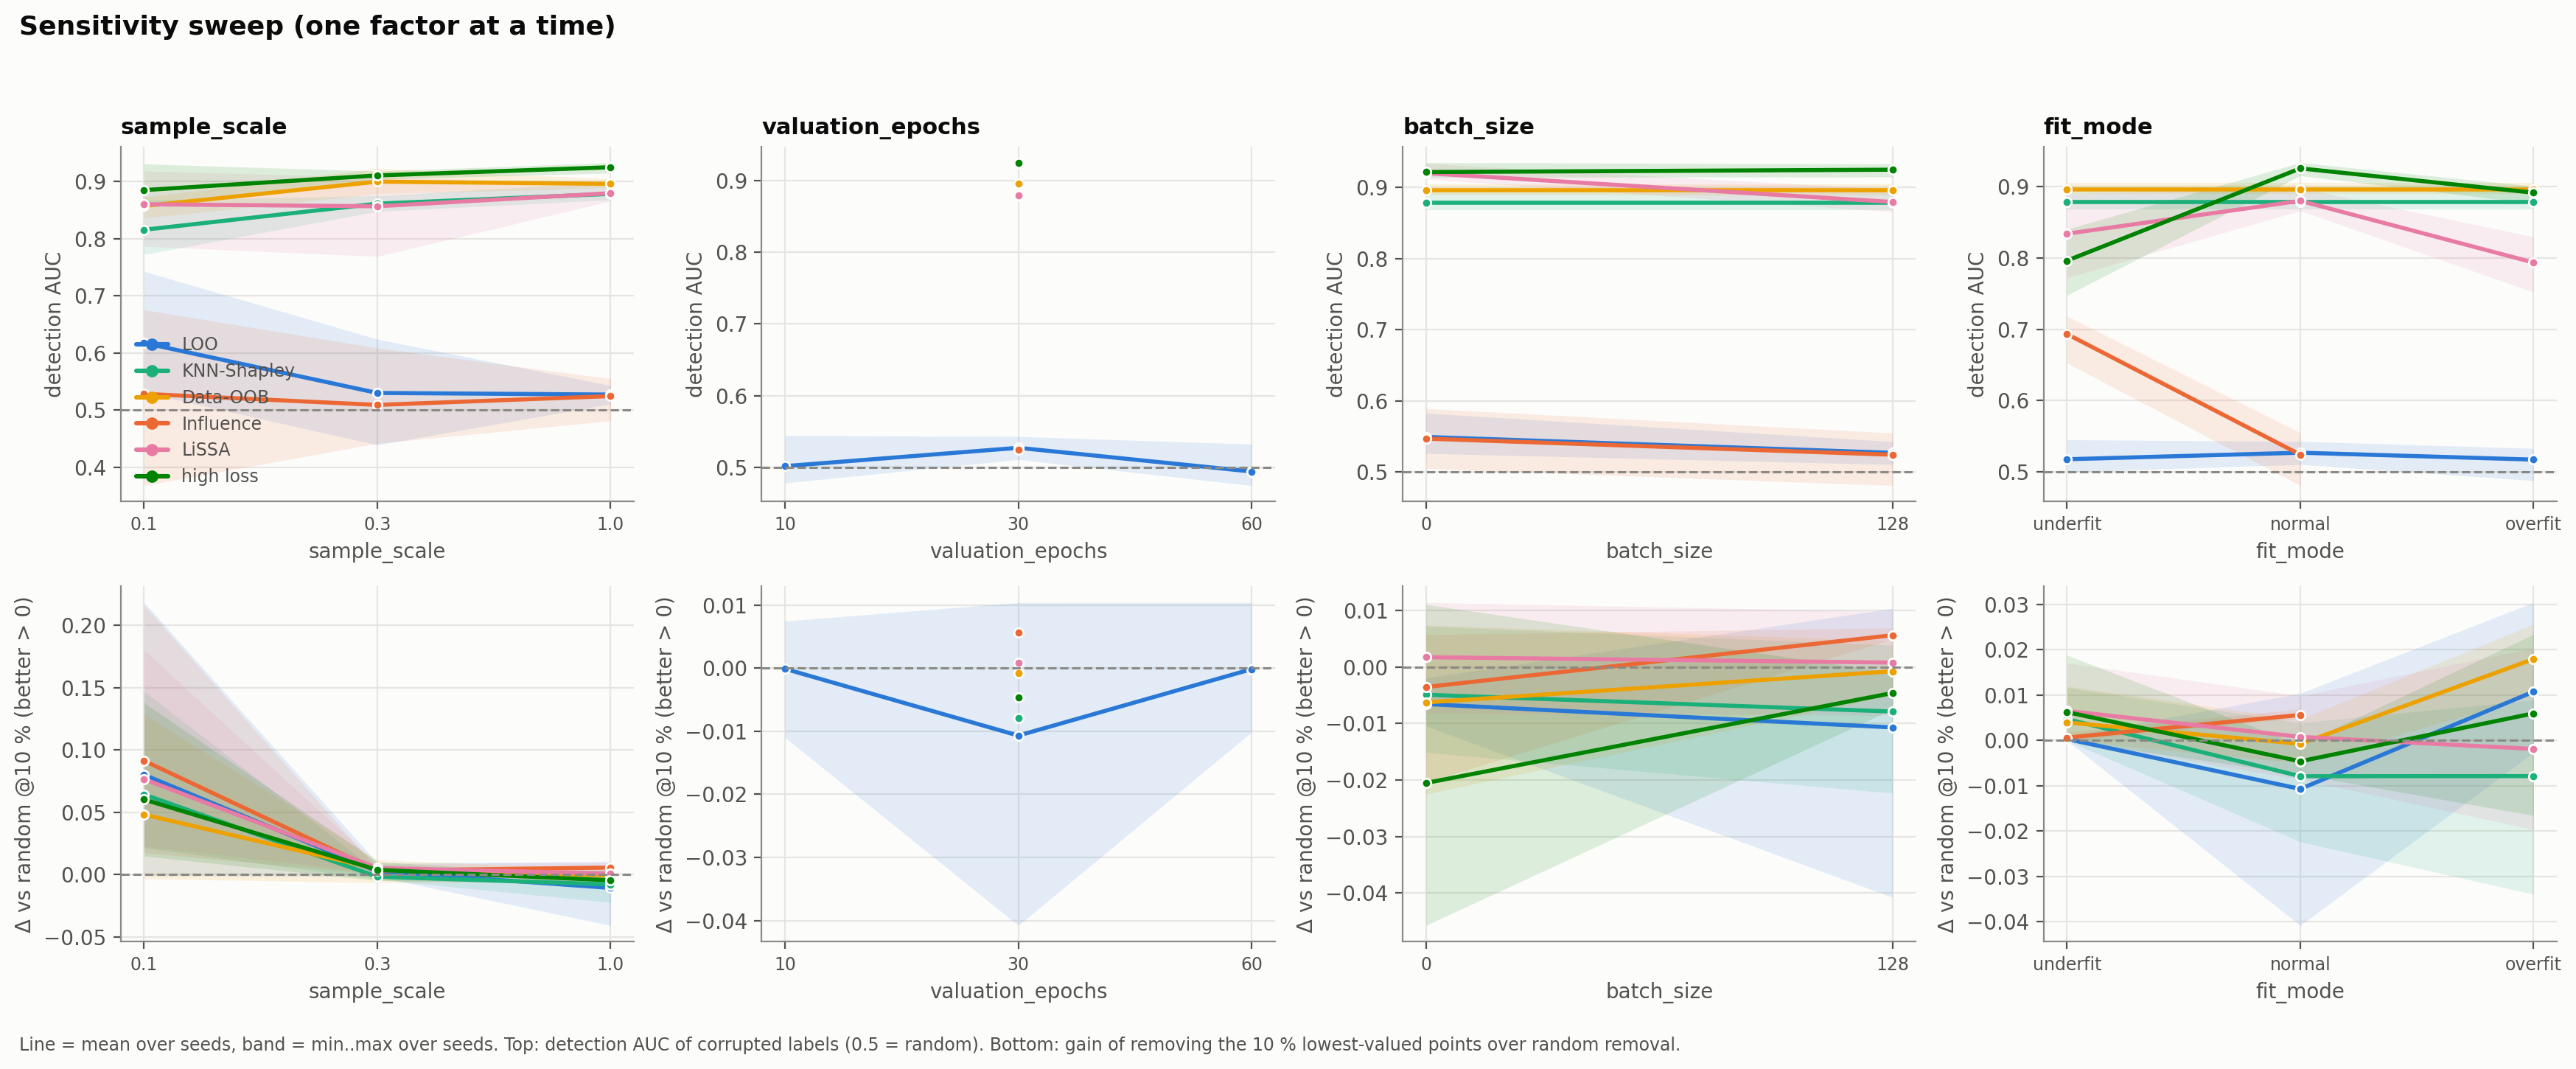 Sensitivity sweep (one factor at a time)
sample_scale
detection AUC
0.9
0.8
0.7
0.6
0.5
0.4
LOO
KNN-Shapley
Data-OOB
Influence
LiSSA
high loss
0.1
0.3
1.0
sample_scale
valuation_epochs
detection AUC
0.9
0.8
0.7
0.6
0.5
10
30
60
valuation_epochs
batch_size
detection AUC
0.9
0.8
0.7
0.6
0.5
0
128
batch_size
fit_mode
detection AUC
0.9
0.8
0.7
0.6
0.5
underfit
normal
overfit
fit_mode
Δ vs random @10 % (better > 0)
0.20
0.15
0.10
0.05
0.00
−0.05
0.1
0.3
1.0
sample_scale
Δ vs random @10 % (better > 0)
0.01
0.00
−0.01
−0.02
−0.03
−0.04
10
30
60
valuation_epochs
Δ vs random @10 % (better > 0)
0.01
0.00
−0.01
−0.02
−0.03
−0.04
0
128
batch_size
Δ vs random @10 % (better > 0)
0.03
0.02
0.01
0.00
−0.01
−0.02
−0.03
−0.04
underfit
normal
overfit
fit_mode
Line = mean over seeds, band = min..max over seeds. Top: detection AUC of corrupted labels (0.5 = random). Bottom: gain of removing the 10 % lowest-valued points over random removal.